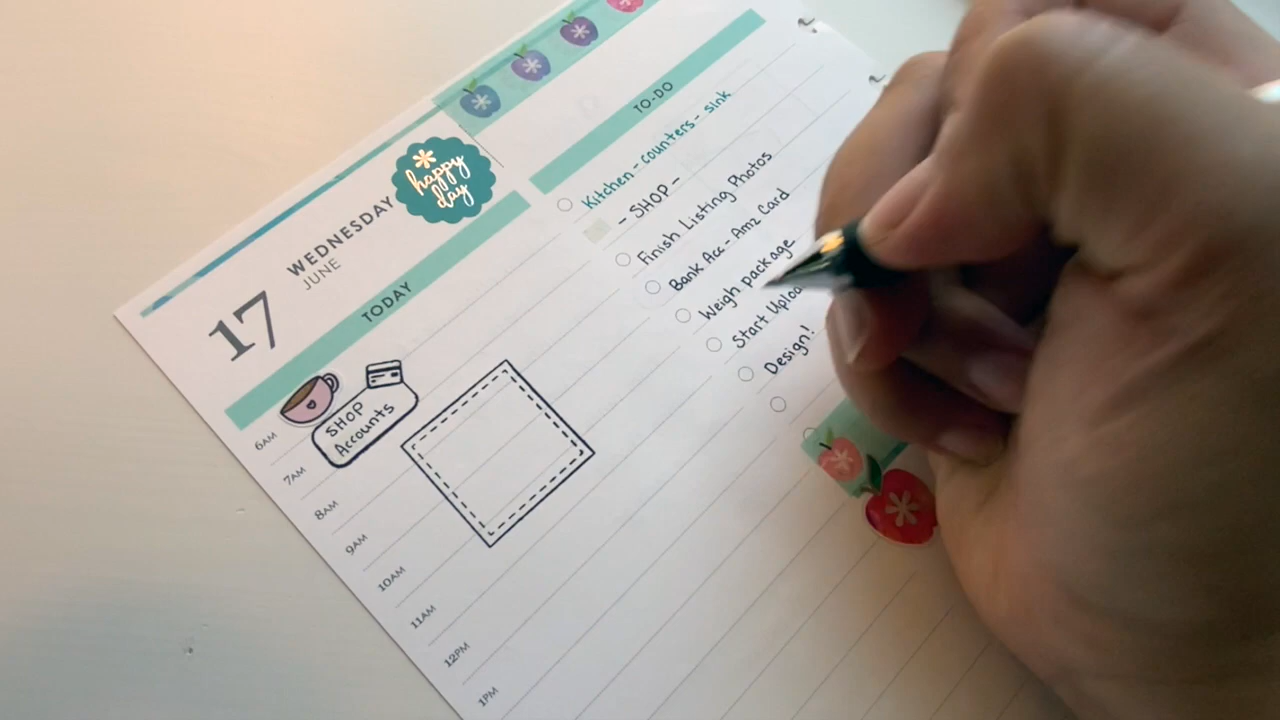 happy
day
17
WEDNESDAY
JUNE
TODAY
6AM
7AM
8AM
9AM
10AM
11AM
12PM
1PM
SHOP
Accounts
TO-DO
Kitchen - counters - sink
- SHOP -
Finish Listing Photos
Bank Acc - Amz Card
Weigh package
Start
Design!